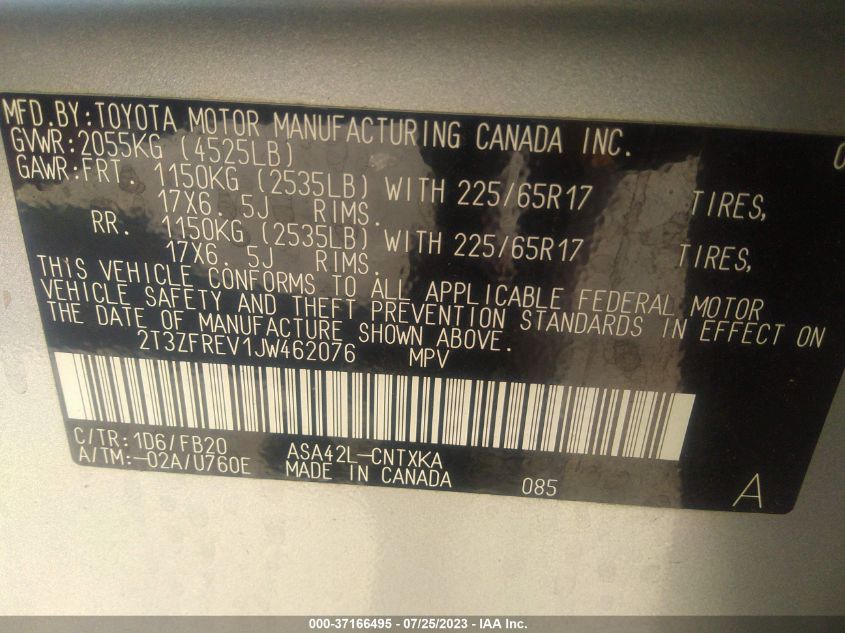 MFD.BY:TOYOTA MOTOR MANUFACTURING CANADA INC.
GVWR:2055KG (4525LB)
GAWR:FRT. 1150KG (2535LB) WITH 225/65R17 TIRES,
17X6. 5J RIMS.
RR. 1150KG (2535LB) WITH 225/65R17 TIRES,
17X6. 5J RIMS.
THIS VEHICLE CONFORMS TO ALL APPLICABLE FEDERAL MOTOR
VEHICLE SAFETY AND THEFT PREVENTION STANDARDS IN EFFECT ON
THE DATE OF MANUFACTURE SHOWN ABOVE.
2T3ZFREV1JW462076 MPV
C/TR:1D6/FB20 ASA42L-CNTXKA
A/TM:-02A/U760E MADE IN CANADA 085 A
000-37166495 - 07/25/2023 - IAA Inc.